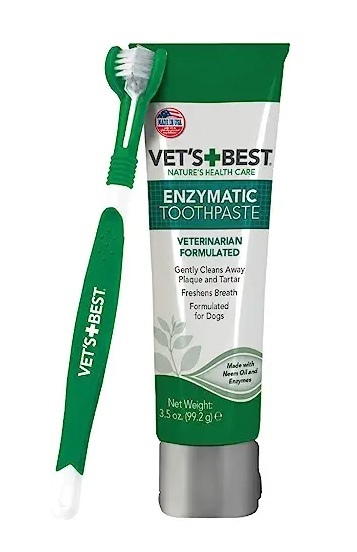 MADE IN USA
VET'S+BEST
NATURE'S HEALTH CARE
ENZYMATIC
TOOTHPASTE
VETERINARIAN
FORMULATED
Gently Cleans Away
Plaque and Tartar
Freshens Breath
Formulated
for Dogs
Made with
Neem Oil and
Enzymes
Net Weight:
3.5 oz. (99.2 g) ℮
VET'S+BEST